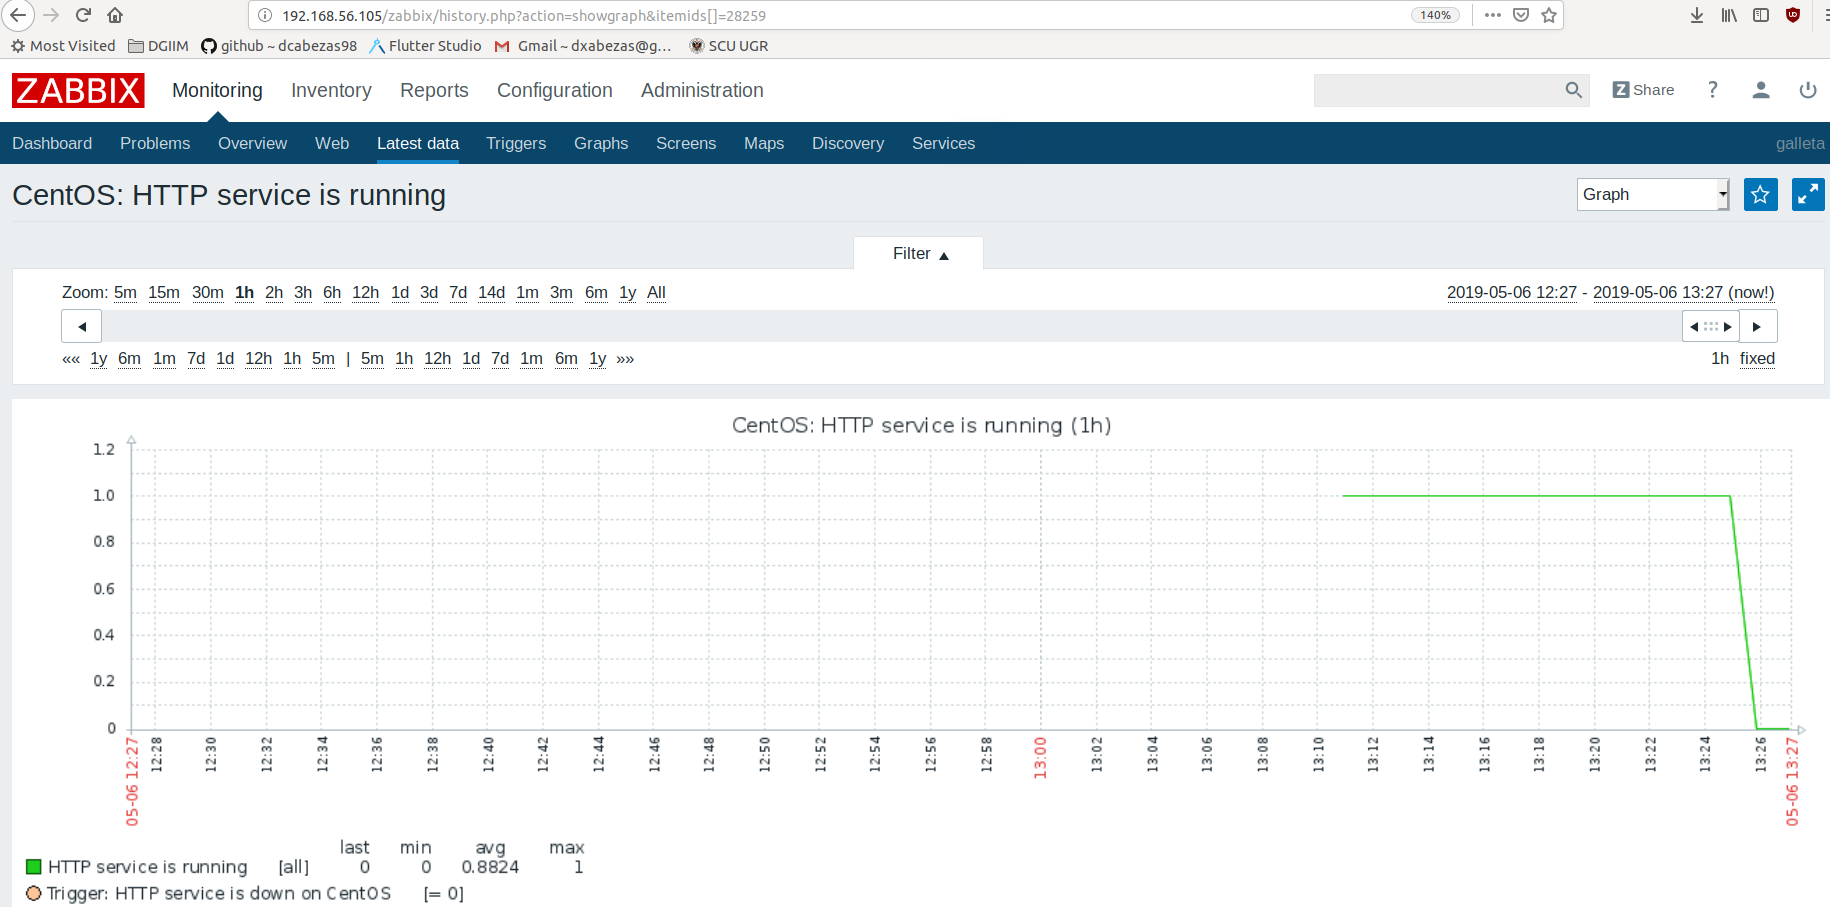 192.168.56.105/zabbix/history.php?action=showgraph&itemids[]=28259 140%
Most Visited DGIIM github ~ dcabezas98 Flutter Studio Gmail ~ dxabezas@g... SCU UGR
ZABBIX Monitoring Inventory Reports Configuration Administration Z Share ?
Dashboard Problems Overview Web Latest data Triggers Graphs Screens Maps Discovery Services galleta
CentOS: HTTP service is running Graph
Filter ▲
Zoom: 5m 15m 30m 1h 2h 3h 6h 12h 1d 3d 7d 14d 1m 3m 6m 1y All 2019-05-06 12:27 - 2019-05-06 13:27 (now!)
«« 1y 6m 1m 7d 1d 12h 1h 5m | 5m 1h 12h 1d 7d 1m 6m 1y »» 1h fixed
CentOS: HTTP service is running (1h)
1.2
1.0
0.8
0.6
0.4
0.2
0
05-06 12:27 12:28 12:30 12:32 12:34 12:36 12:38 12:40 12:42 12:44 12:46 12:48 12:50 12:52 12:54 12:56 12:58 13:00 13:02 13:04 13:06 13:08 13:10 13:12 13:14 13:16 13:18 13:20 13:22 13:24 13:26 05-06 13:27
last min avg max
HTTP service is running [all] 0 0 0.8824 1
Trigger: HTTP service is down on CentOS [= 0]